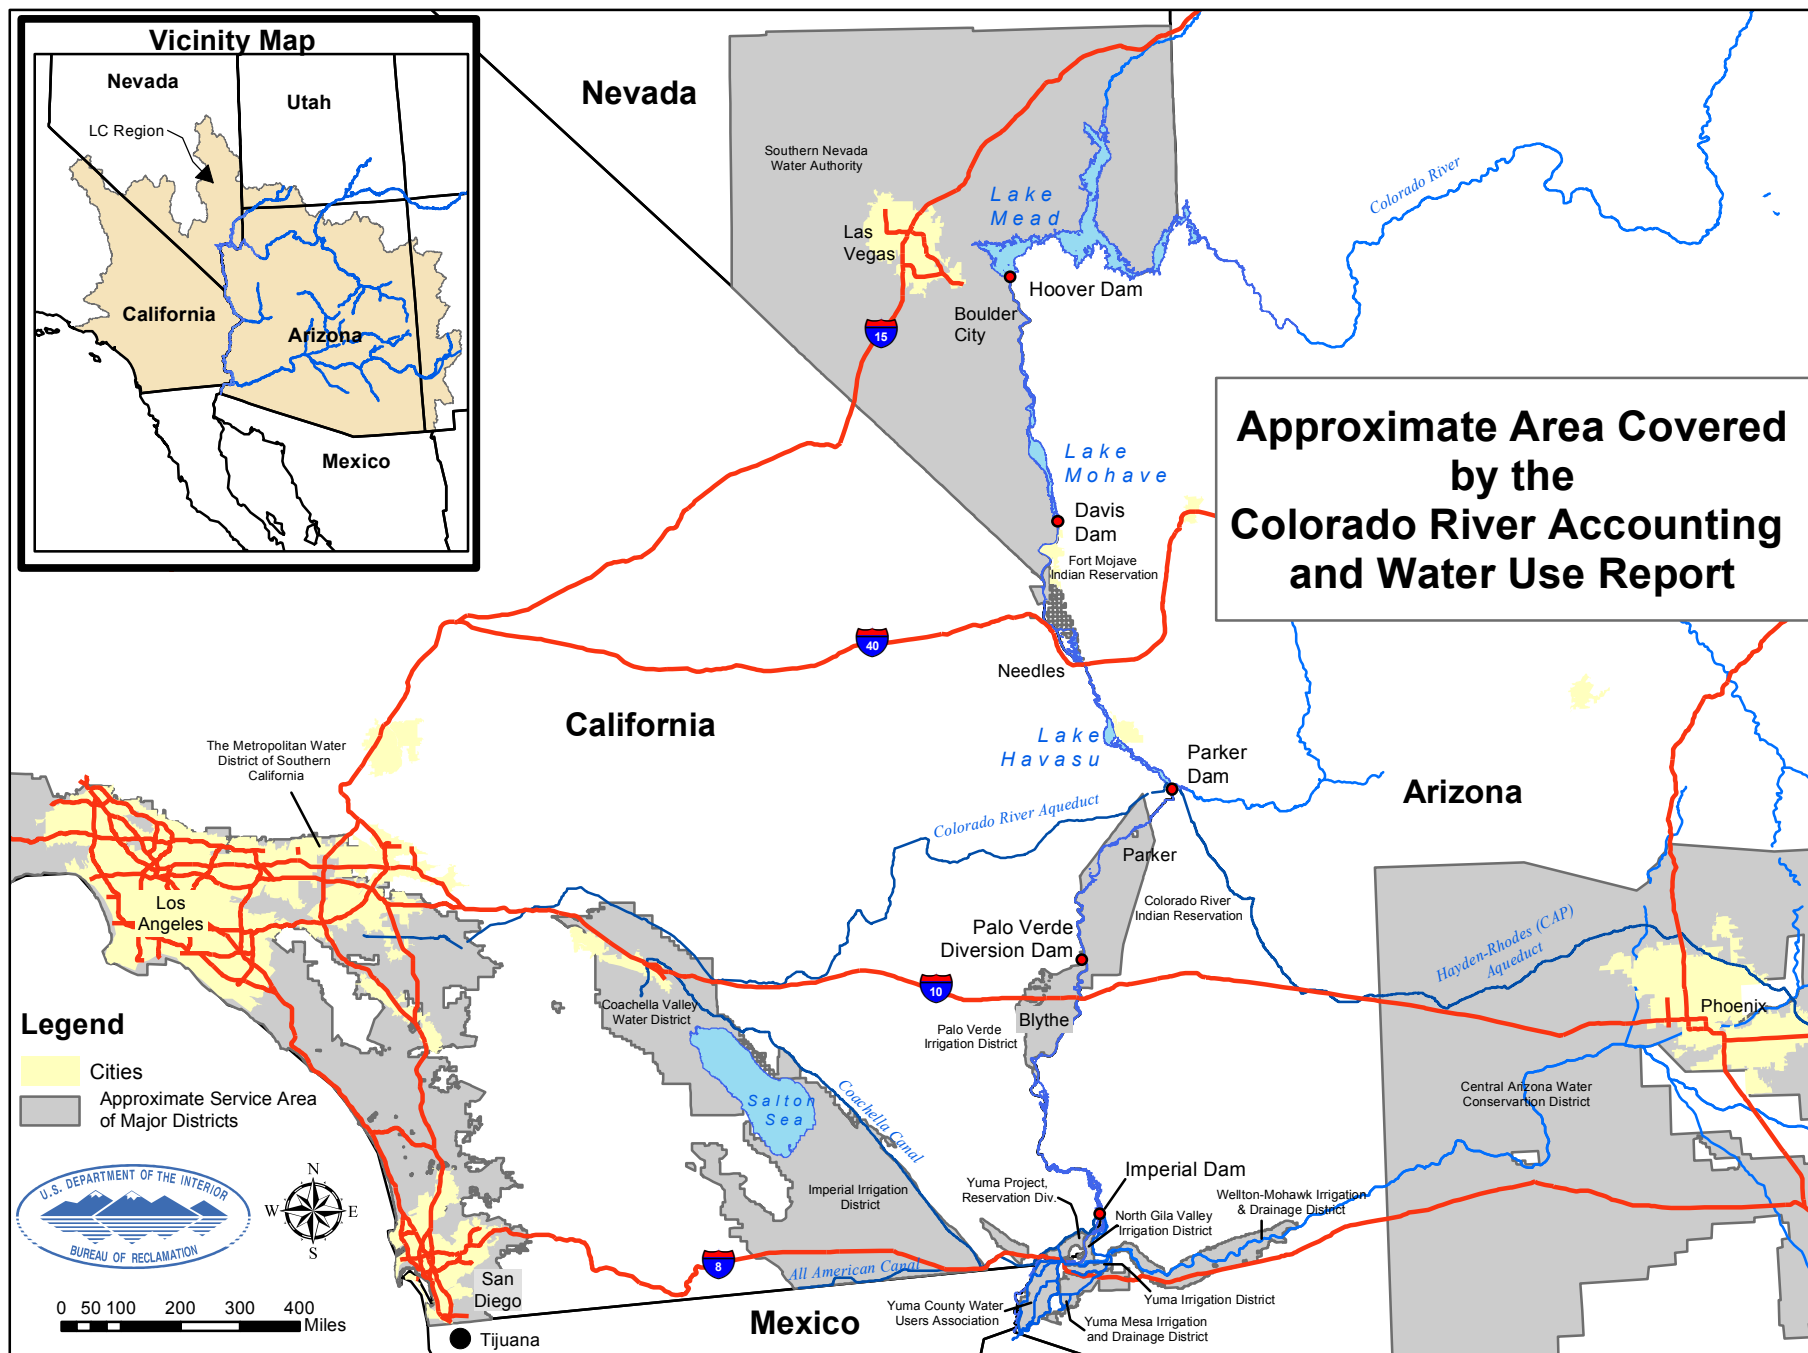 Vicinity Map
Nevada
Utah
LC Region
California
Arizona
Mexico
Nevada
Southern Nevada
Water Authority
Lake
Mead
Las
Vegas
Hoover Dam
Boulder
City
15
Colorado River
Approximate Area Covered
by the
Colorado River Accounting
and Water Use Report
Lake
Mohave
Davis
Dam
Fort Mojave
Indian Reservation
40
Needles
California
Lake
Havasu
Parker
Dam
Arizona
The Metropolitan Water
District of Southern
California
Colorado River Aqueduct
Parker
Colorado River
Indian Reservation
Los
Angeles
Palo Verde
Diversion Dam
Hayden-Rhodes (CAP)
Aqueduct
10
Coachella Valley
Water District
Blythe
Palo Verde
Irrigation District
Phoenix
Legend
Cities
Approximate Service Area
of Major Districts
Salton
Sea
Coachella Canal
Central Arizona Water
Conservartion District
Imperial Dam
Imperial Irrigation
District
Yuma Project,
Reservation Div.
North Gila Valley
Irrigation District
Wellton-Mohawk Irrigation
& Drainage District
U.S. DEPARTMENT OF THE INTERIOR
BUREAU OF RECLAMATION
N
W
E
S
8
All American Canal
San
Diego
Yuma Irrigation District
Yuma County Water
Users Association
Yuma Mesa Irrigation
and Drainage District
Mexico
0 50 100 200 300 400
Miles
Tijuana